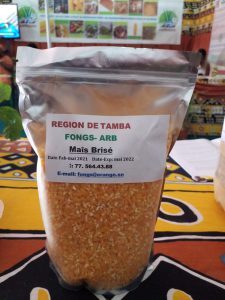 REGION DE TAMBA
FONGS- ARB
Maïs Brisé
Date fab-mai 2021 Date-Exp: mai 2022
: 77. 564.43.68
E-mail: fongs@orange.sn